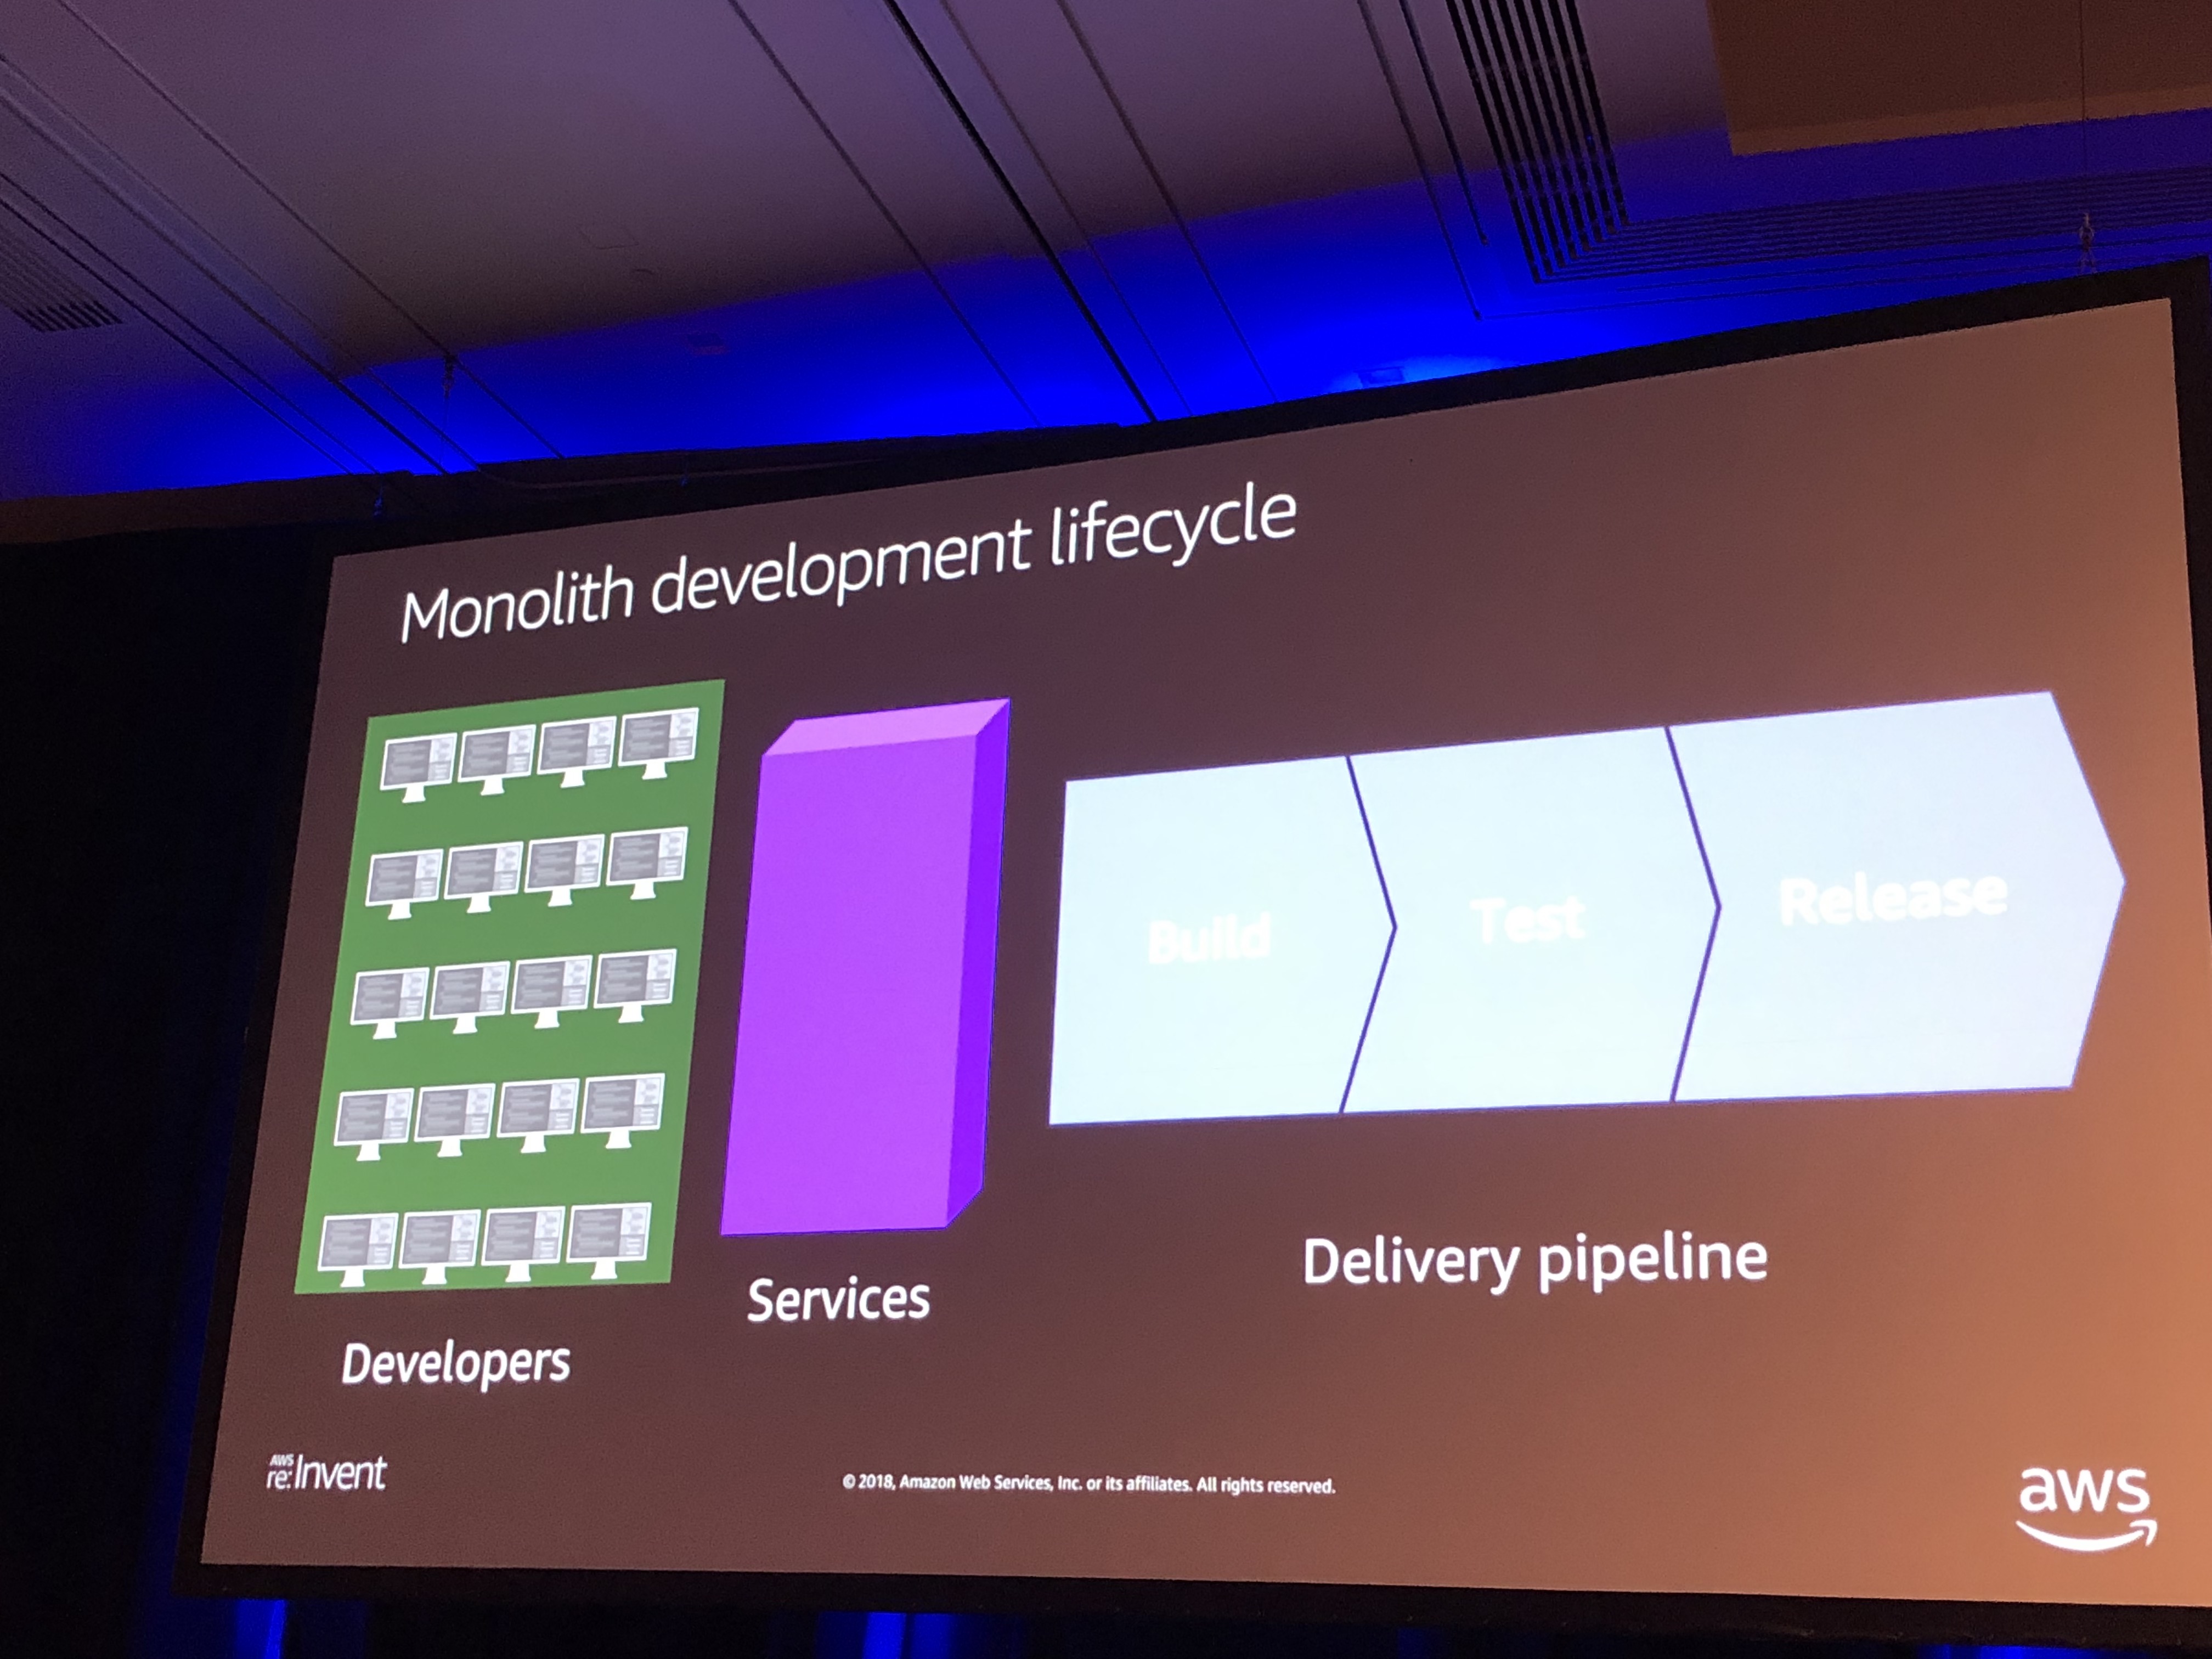 Monolith development lifecycle
Build
Test
Release
Developers
Services
Delivery pipeline
AWS
re:Invent
© 2018, Amazon Web Services, Inc. or its affiliates. All rights reserved.
aws